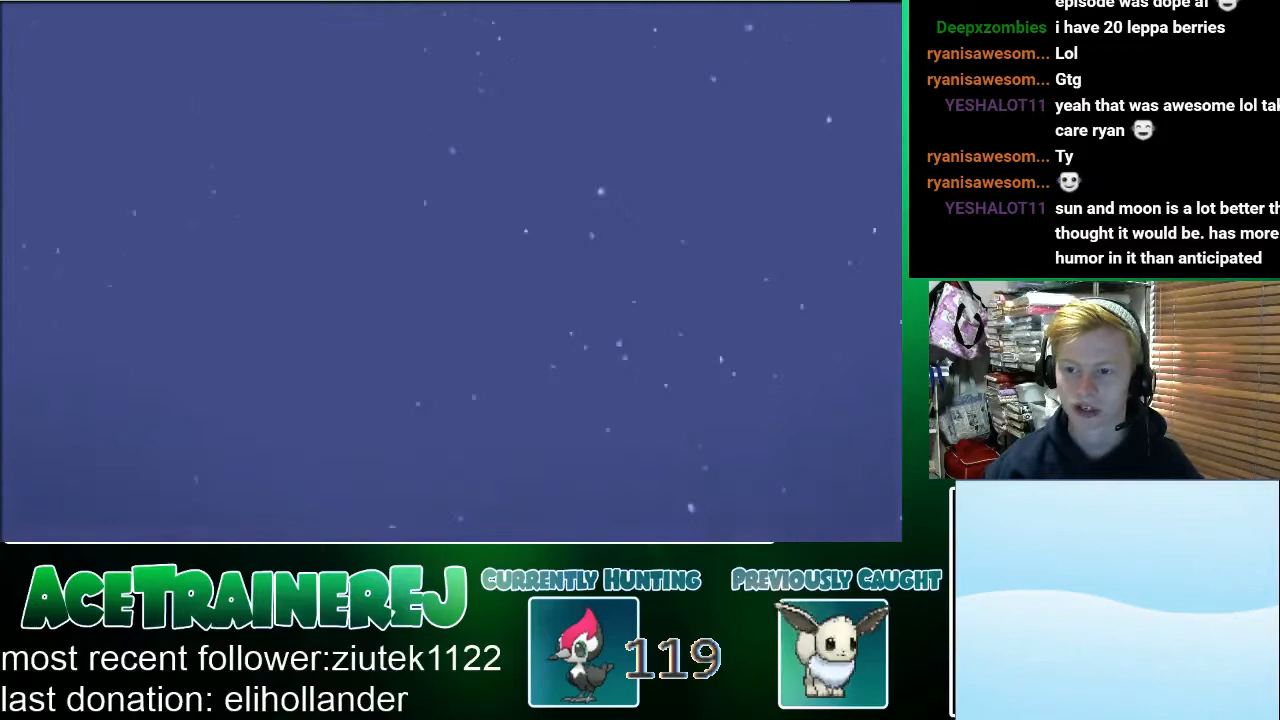 episode was dope af
Deepxzombies i have 20 leppa berries
ryanisawesom... Lol
ryanisawesom... Gtg
YESHALOT11 yeah that was awesome lol tak
care ryan
ryanisawesom... Ty
ryanisawesom...
YESHALOT11 sun and moon is a lot better th
thought it would be. has more
humor in it than anticipated
ACETRAINEREJ
CURRENTLY HUNTING
PREVIOUSLY CAUGHT
119
most recent follower:ziutek1122
last donation: elihollander